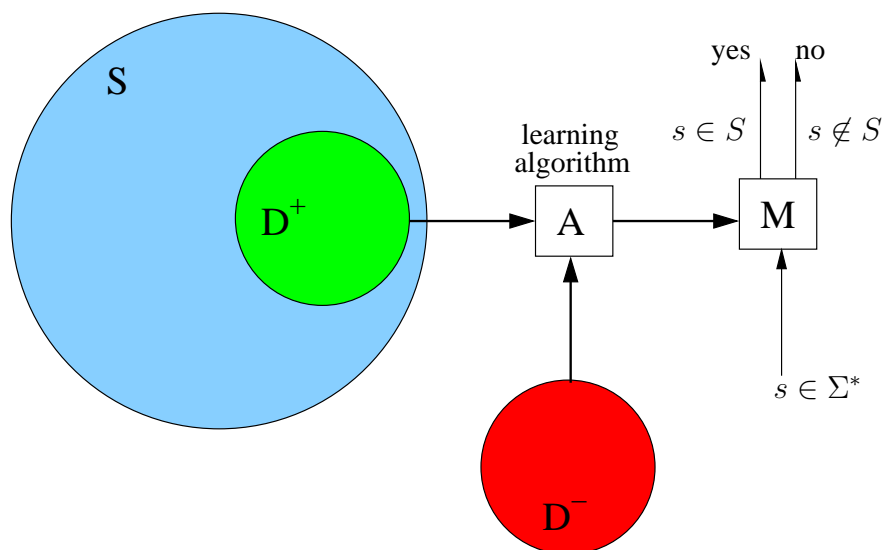 yes no
S
s ∈ S
s ∉ S
learning
algorithm
D⁺
A
M
s ∈ Σ*
D⁻